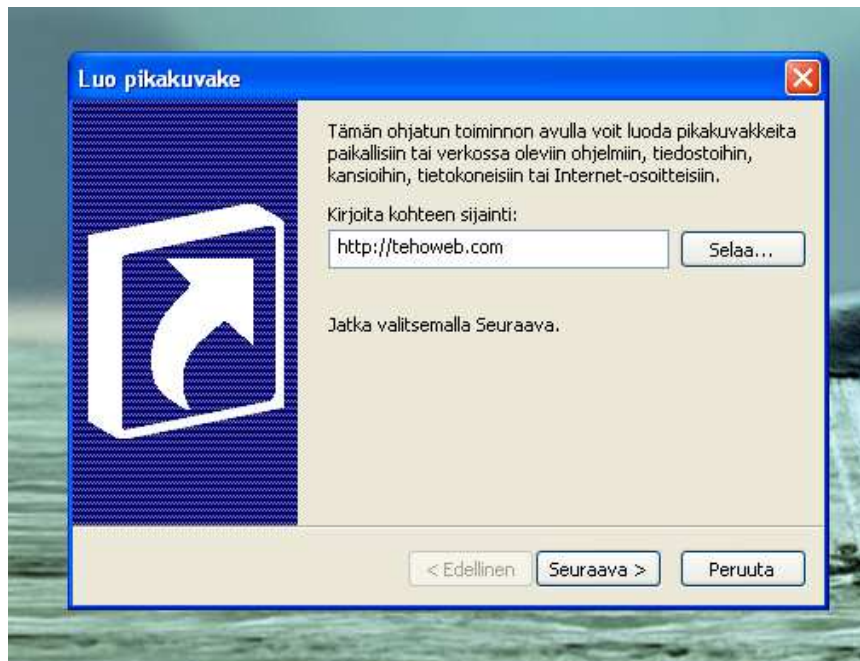 Luo pikakuvake
Tämän ohjatun toiminnon avulla voit luoda pikakuvakkeita
paikallisiin tai verkossa oleviin ohjelmiin, tiedostoihin,
kansioihin, tietokoneisiin tai Internet-osoitteisiin.
Kirjoita kohteen sijainti:
http://tehoweb.com
Selaa...
Jatka valitsemalla Seuraava.
< Edellinen
Seuraava >
Peruuta